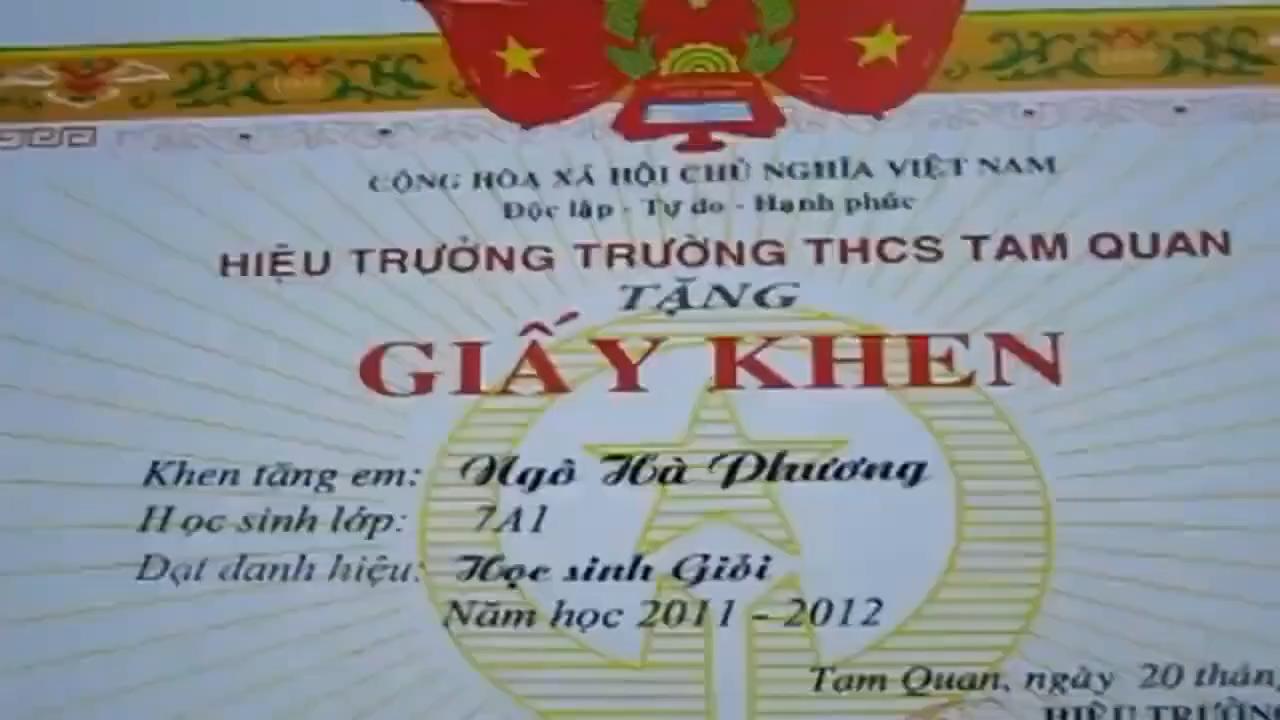 CỘNG HÒA XÃ HỘI CHỦ NGHĨA VIỆT NAM
Độc lập - Tự do - Hạnh phúc
HIỆU TRƯỞNG TRƯỜNG THCS TAM QUAN
TẶNG
GIẤY KHEN
Khen tặng em: Ngô Hà Phương
Học sinh lớp: 7A1
Đạt danh hiệu: Học sinh Giỏi
Năm học 2011 - 2012
Tam Quan, ngày 20 thán
HIỆU TRƯỞNG